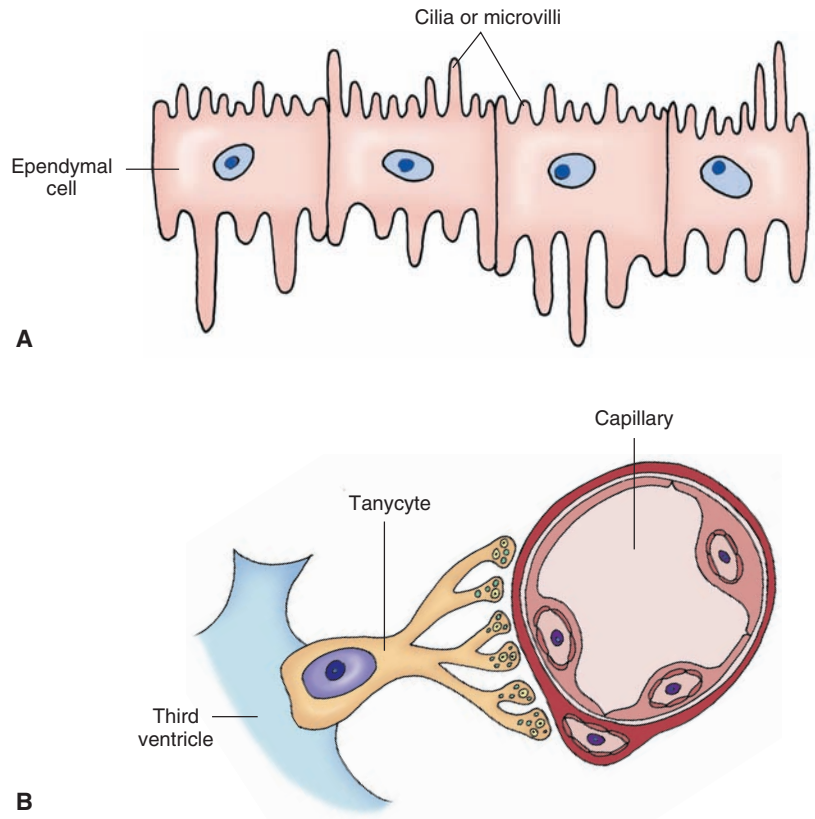 Cilia or microvilli
Ependymal
cell
A
Capillary
Tanycyte
Third
ventricle
B